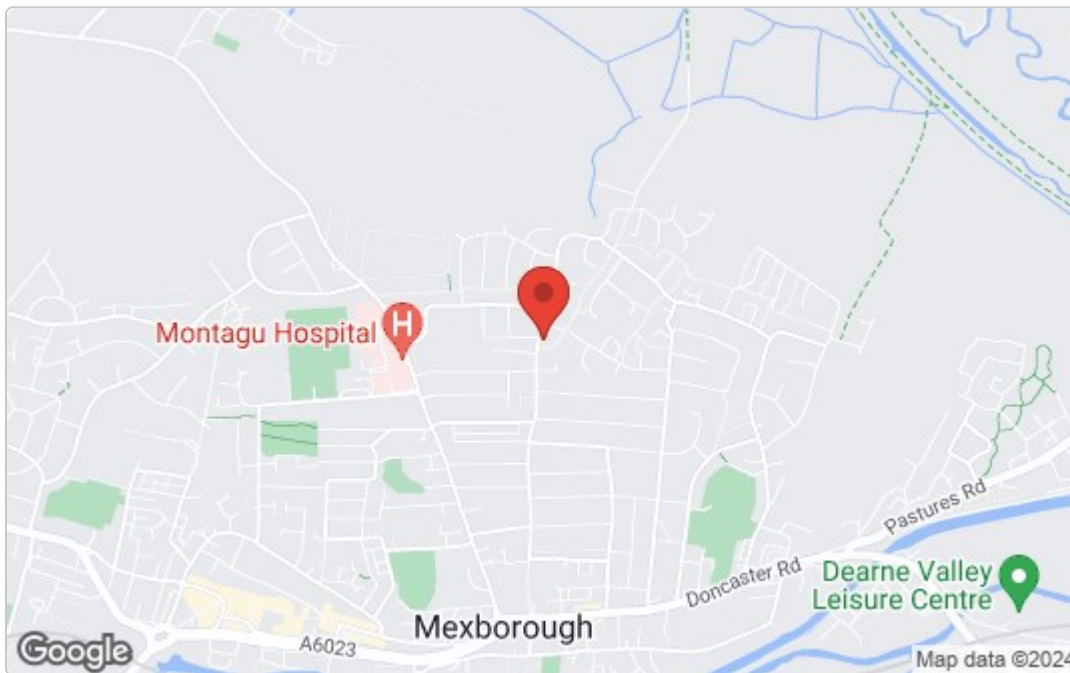 Montagu Hospital
H
Pastures Rd
Doncaster Rd
Dearne Valley
Leisure Centre
Mexborough
A6023
Google
Map data ©2024